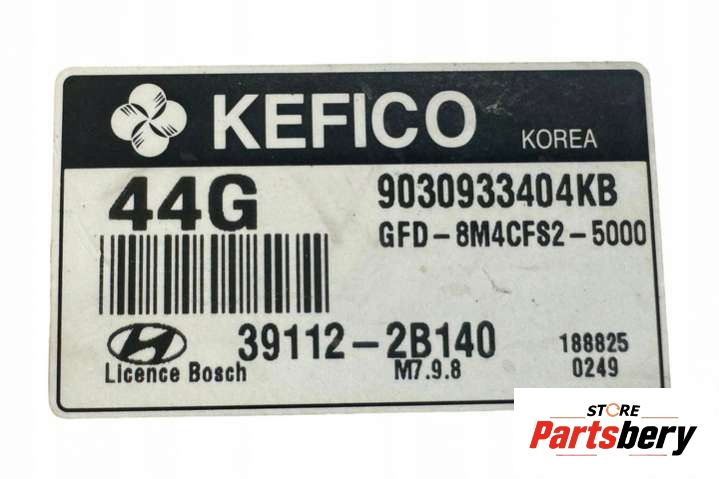 KEFICO KOREA
44G 9030933404KB
GFD-8M4CFS2-5000
39112-2B140 188825
Licence Bosch M7.9.8 0249
STORE
Partsbery